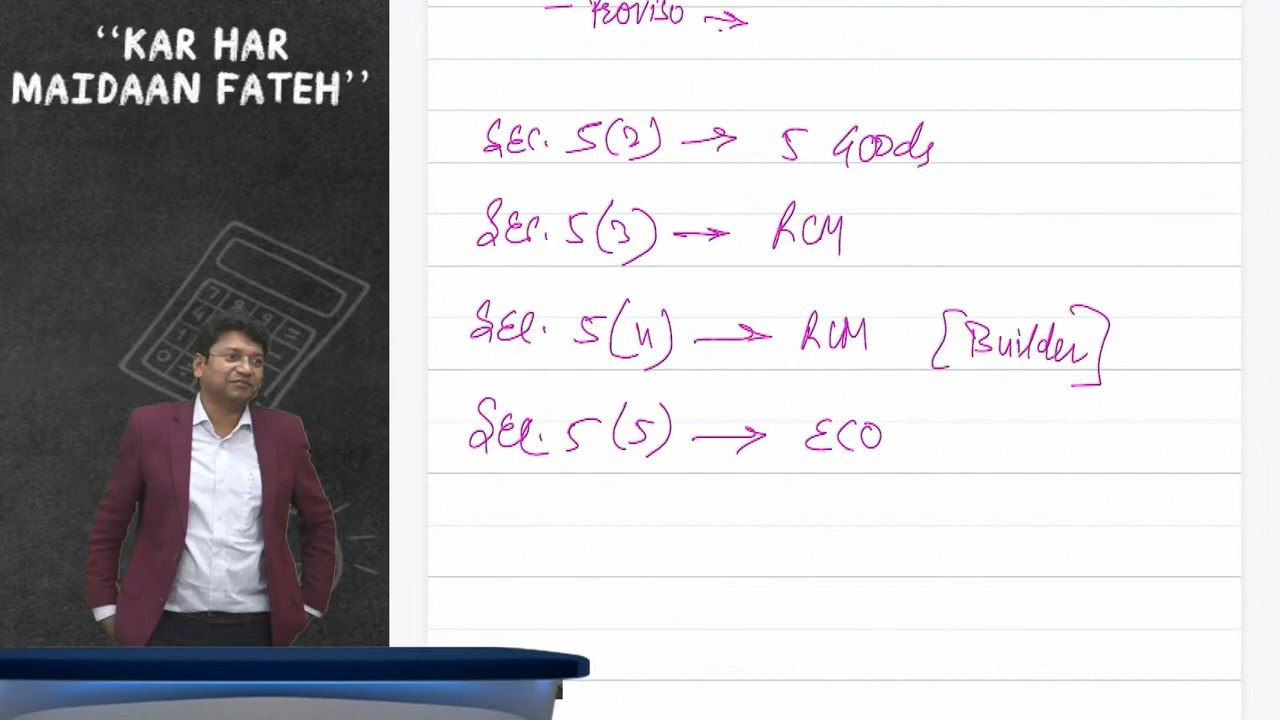 “KAR HAR
MAIDAAN FATEH”
- PROVISO →
SEC. 5(2) → 5 Goods
SEC. 5(3) → RCM
SEC. 5(4) → RCM [Builder]
SEC. 5(5) → ECO